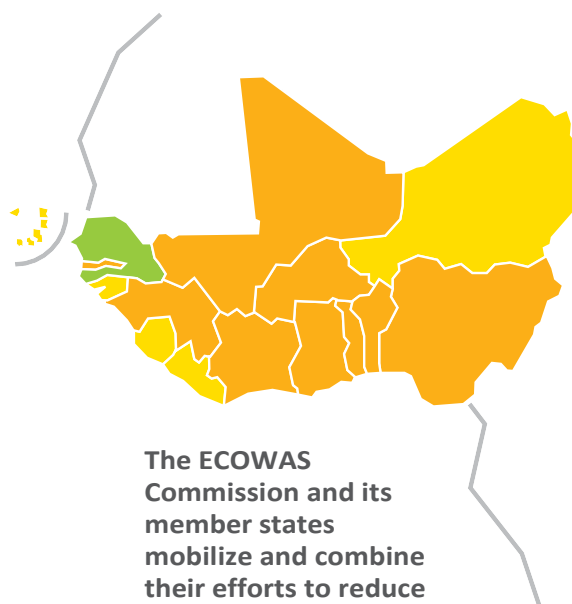 The ECOWAS
Commission and its
member states
mobilize and combine
their efforts to reduce